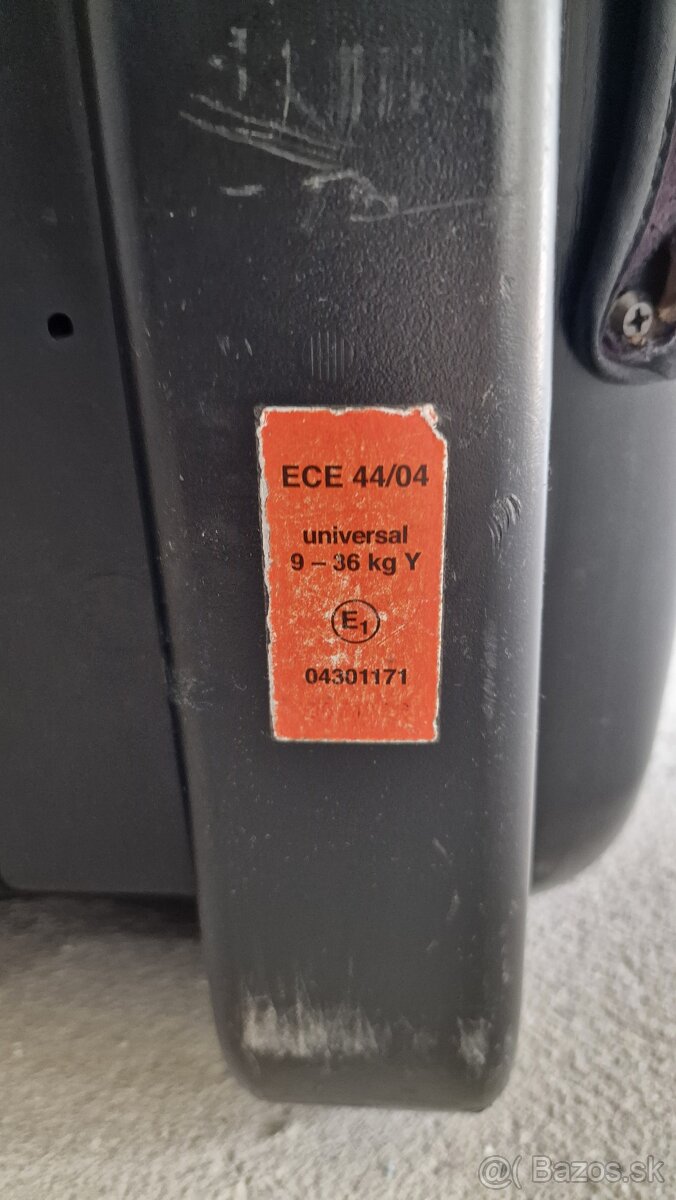 ECE 44/04
universal
9 – 36 kg Y
E1
04301171
@( Bazos.sk